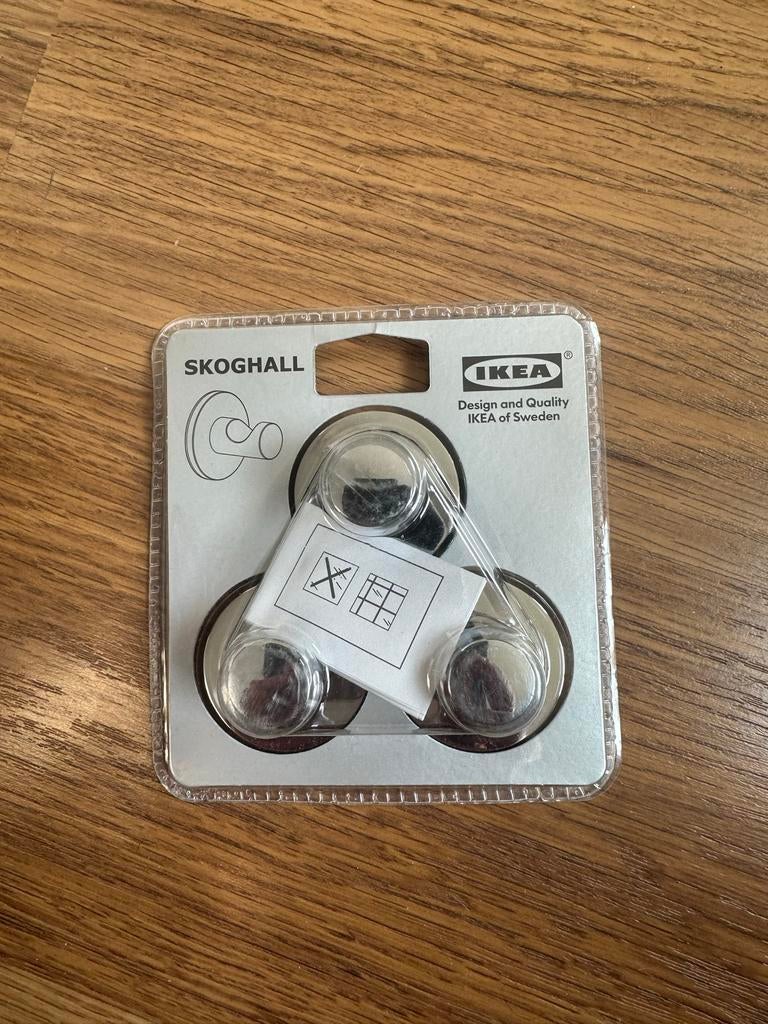 SKOGHALL
IKEA®
Design and Quality
IKEA of Sweden